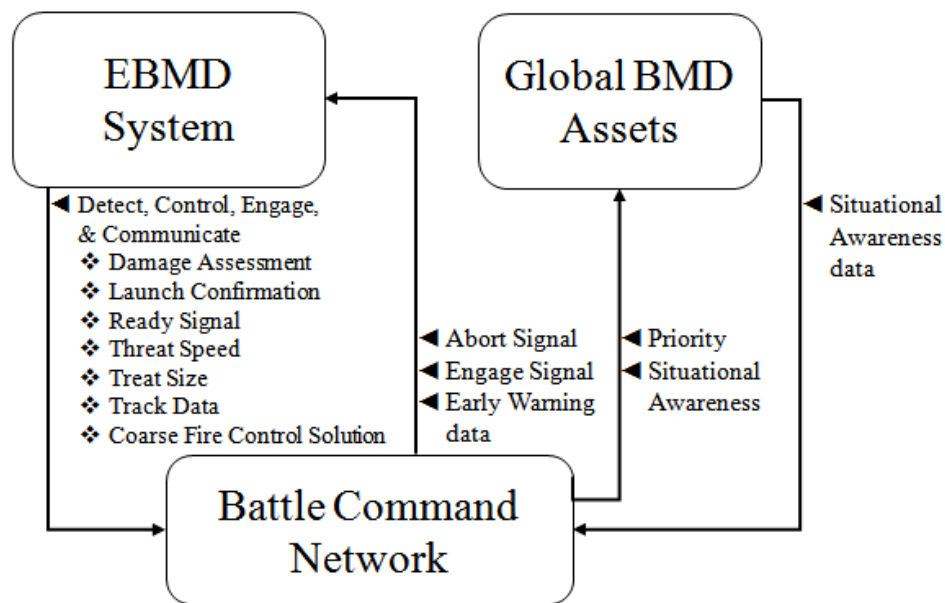 EBMD
System
Global BMD
Assets
◄ Detect, Control, Engage,
& Communicate
❖ Damage Assessment
❖ Launch Confirmation
❖ Ready Signal
❖ Threat Speed
❖ Treat Size
❖ Track Data
❖ Coarse Fire Control Solution
◄ Abort Signal
◄ Engage Signal
◄ Early Warning
data
◄ Priority
◄ Situational
Awareness
◄ Situational
Awareness
data
Battle Command
Network